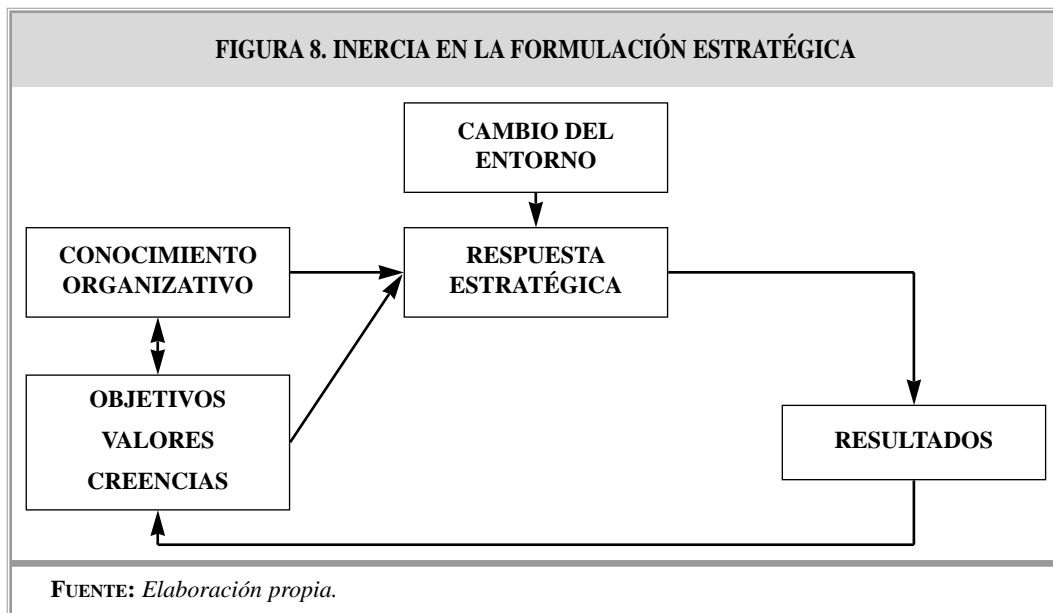 FIGURA 8. INERCIA EN LA FORMULACIÓN ESTRATÉGICA
CAMBIO DEL
ENTORNO
CONOCIMIENTO
ORGANIZATIVO
RESPUESTA
ESTRATÉGICA
OBJETIVOS
VALORES
CREENCIAS
RESULTADOS
FUENTE: Elaboración propia.